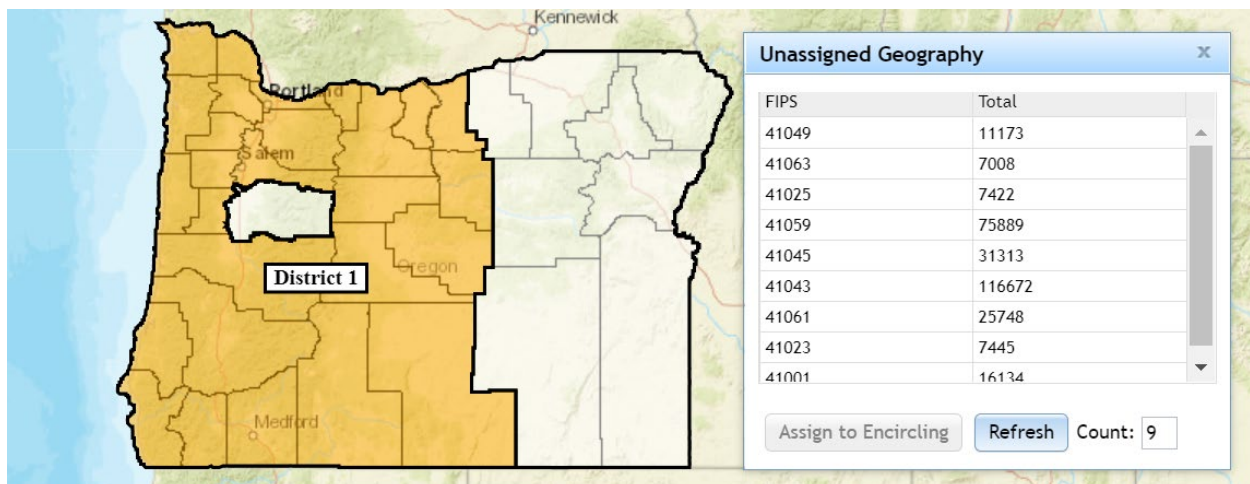 Kennewick
Portland
Salem
District 1
Oregon
Medford
Unassigned Geography
x
FIPS Total
41049 11173
41063 7008
41025 7422
41059 75889
41045 31313
41043 116672
41061 25748
41023 7445
41001 16134
Assign to Encircling Refresh Count: 9